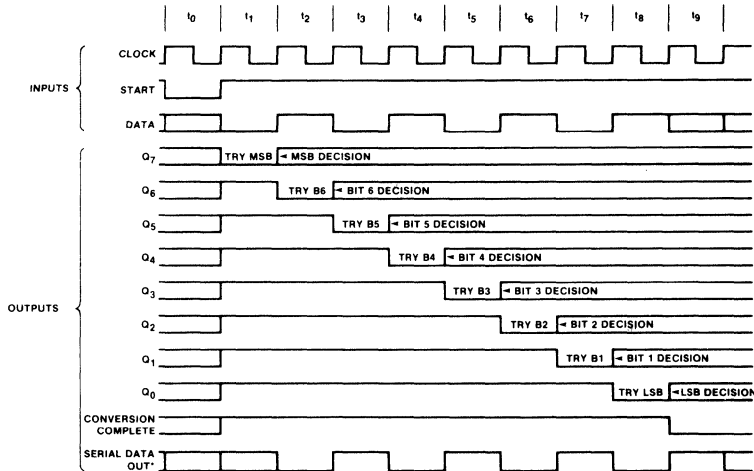 t0 t1 t2 t3 t4 t5 t6 t7 t8 t9
CLOCK
INPUTS
START
DATA
Q7 TRY MSB MSB DECISION
Q6 TRY B6 BIT 6 DECISION
Q5 TRY B5 BIT 5 DECISION
Q4 TRY B4 BIT 4 DECISION
Q3 TRY B3 BIT 3 DECISION
OUTPUTS
Q2 TRY B2 BIT 2 DECISION
Q1 TRY B1 BIT 1 DECISION
Q0 TRY LSB LSB DECISION
CONVERSION
COMPLETE
SERIAL DATA
OUT*